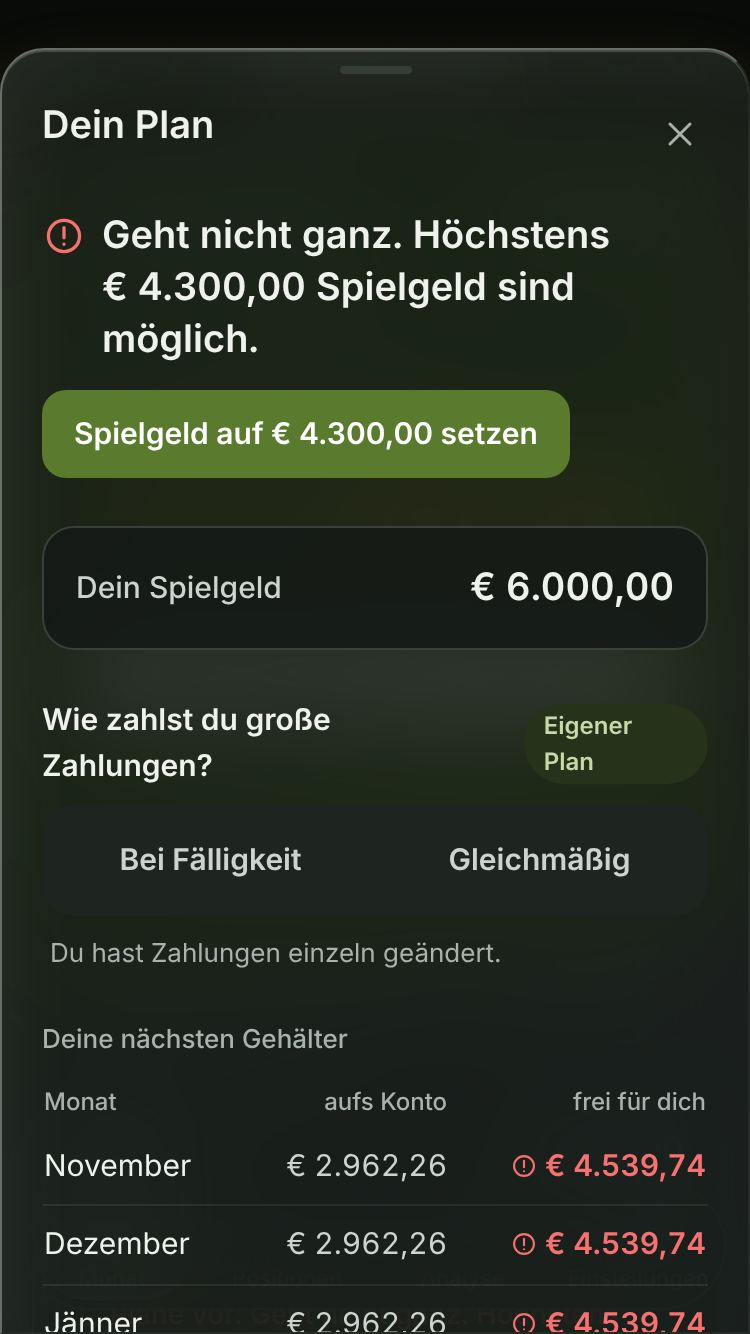 Dein Plan
Geht nicht ganz. Höchstens
€ 4.300,00 Spielgeld sind
möglich.
Spielgeld auf € 4.300,00 setzen
Dein Spielgeld € 6.000,00
Wie zahlst du große
Zahlungen?
Eigener
Plan
Bei Fälligkeit Gleichmäßig
Du hast Zahlungen einzeln geändert.
Deine nächsten Gehälter
Monat aufs Konto frei für dich
November € 2.962,26 € 4.539,74
Dezember € 2.962,26 € 4.539,74
Jänner € 2.962,26 € 4.539,74